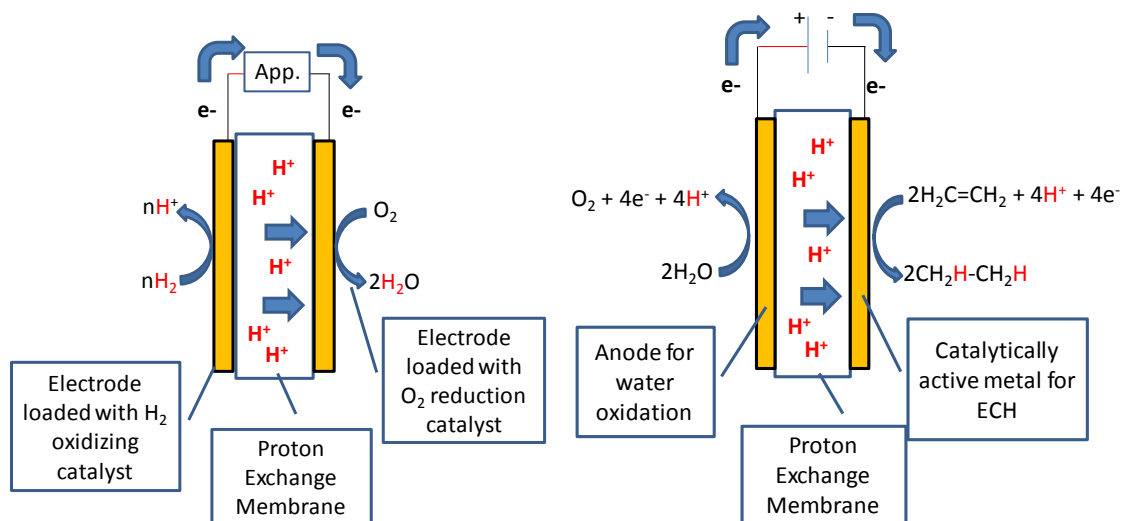 App.
e-
e-
H⁺
H⁺
H⁺
H⁺
H⁺
nH⁺
nH₂
O₂
2H₂O
Electrode
loaded with H₂
oxidizing
catalyst
Proton
Exchange
Membrane
Electrode
loaded with
O₂ reduction
catalyst
+ -
e-
e-
H⁺
H⁺
H⁺
H⁺
H⁺
O₂ + 4e⁻ + 4H⁺
2H₂O
2H₂C=CH₂ + 4H⁺ + 4e⁻
2CH₂H-CH₂H
Anode for
water
oxidation
Proton
Exchange
Membrane
Catalytically
active metal for
ECH